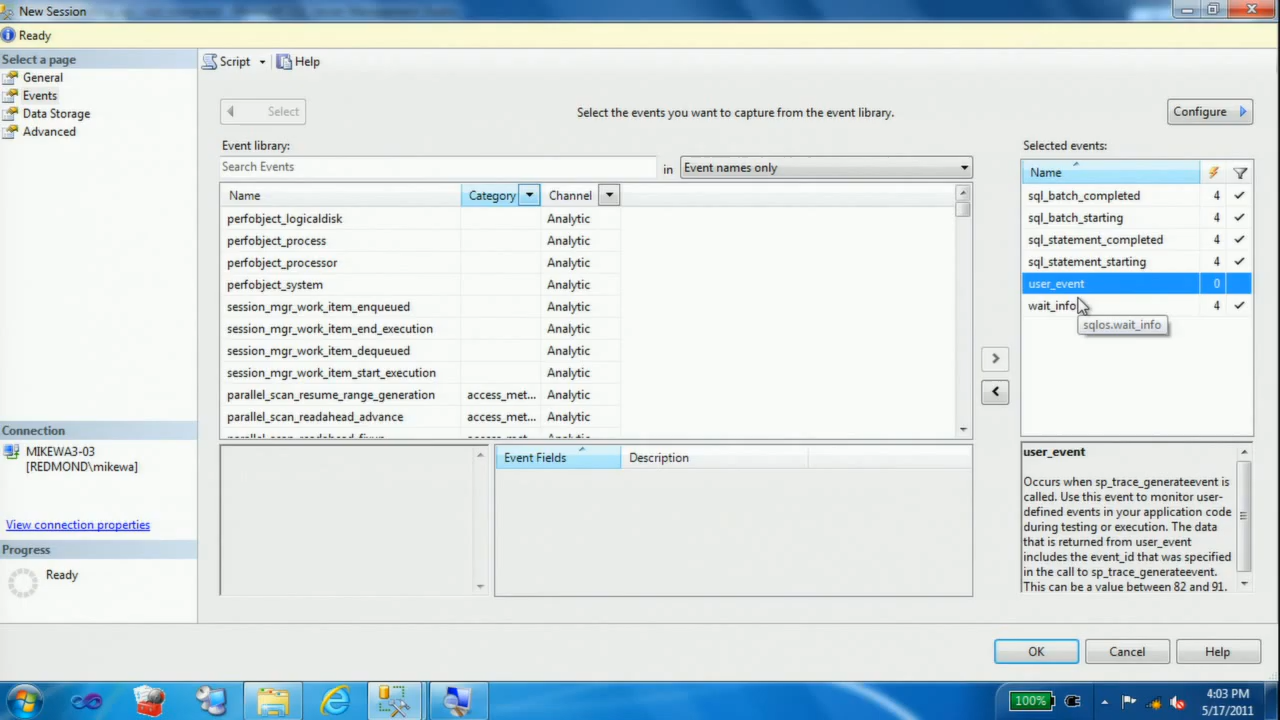 New Session
Ready
Select a page
General
Events
Data Storage
Advanced
Connection
MIKEWA3-03
[REDMOND\mikewa]
View connection properties
Progress
Ready
Script
Help
Select
Select the events you want to capture from the event library.
Configure
Event library:
Search Events
in
Event names only
Name Category Channel
perfobject_logicaldisk Analytic
perfobject_process Analytic
perfobject_processor Analytic
perfobject_system Analytic
session_mgr_work_item_enqueued Analytic
session_mgr_work_item_end_execution Analytic
session_mgr_work_item_dequeued Analytic
session_mgr_work_item_start_execution Analytic
parallel_scan_resume_range_generation access_met... Analytic
parallel_scan_readahead_advance access_met... Analytic
Event Fields Description
Selected events:
Name
sql_batch_completed 4
sql_batch_starting 4
sql_statement_completed 4
sql_statement_starting 4
user_event 0
wait_info 4
sqlos.wait_info
user_event
Occurs when sp_trace_generateevent is
called. Use this event to monitor user-
defined events in your application code
during testing or execution. The data
that is returned from user_event
includes the event_id that was specified
in the call to sp_trace_generateevent.
This can be a value between 82 and 91.
OK
Cancel
Help
100%
4:03 PM
5/17/2011